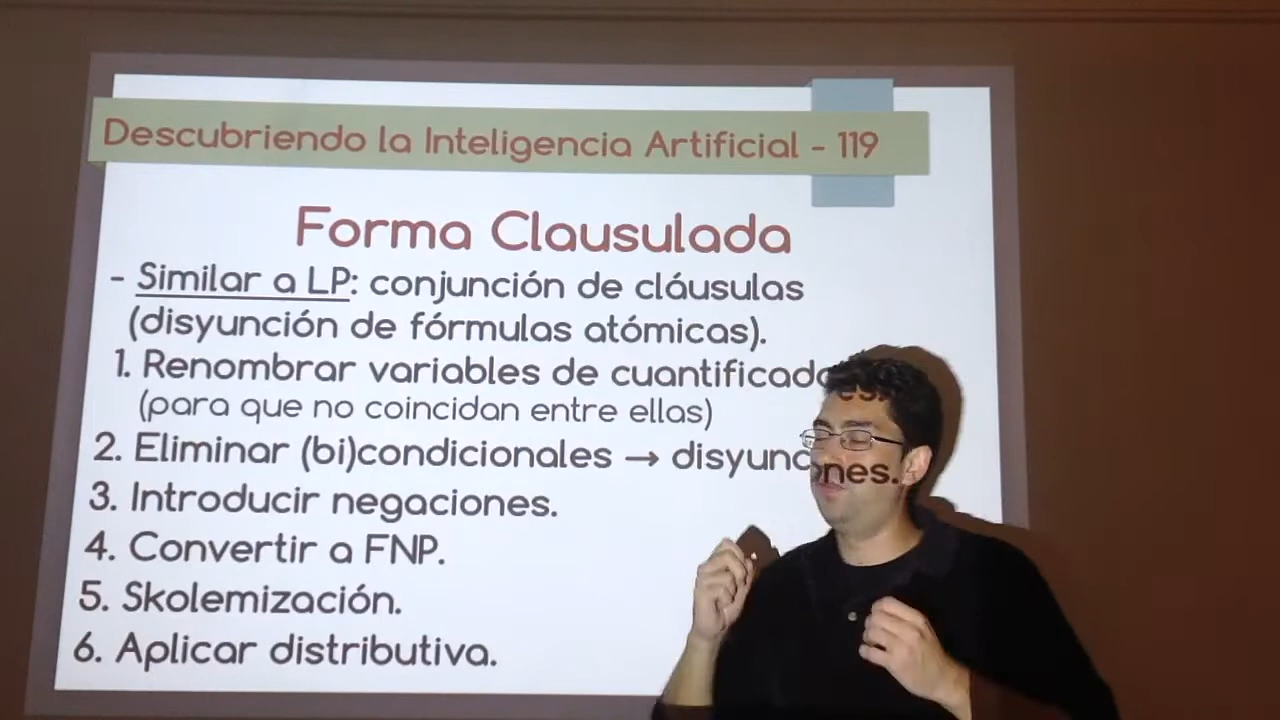 Descubriendo la Inteligencia Artificial - 119
Forma Clausulada
- Similar a LP: conjunción de cláusulas
(disyunción de fórmulas atómicas).
1. Renombrar variables de cuantificadores.
(para que no coincidan entre ellas)
2. Eliminar (bi)condicionales → disyunciones.
3. Introducir negaciones.
4. Convertir a FNP.
5. Skolemización.
6. Aplicar distributiva.